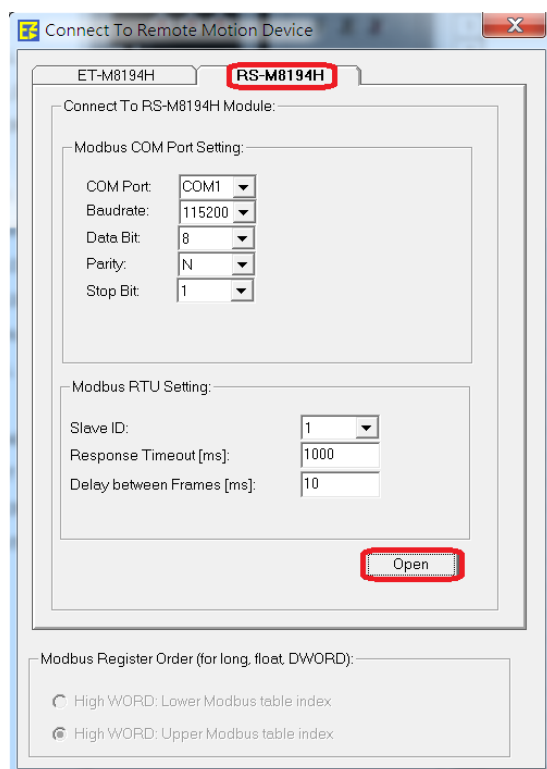 Connect To Remote Motion Device
ET-M8194H RS-M8194H
Connect To RS-M8194H Module:
Modbus COM Port Setting:
COM Port: COM1
Baudrate: 115200
Data Bit: 8
Parity: N
Stop Bit: 1
Modbus RTU Setting:
Slave ID: 1
Response Timeout [ms]: 1000
Delay between Frames [ms]: 10
Open
Modbus Register Order (for long, float, DWORD):
High WORD: Lower Modbus table index
High WORD: Upper Modbus table index